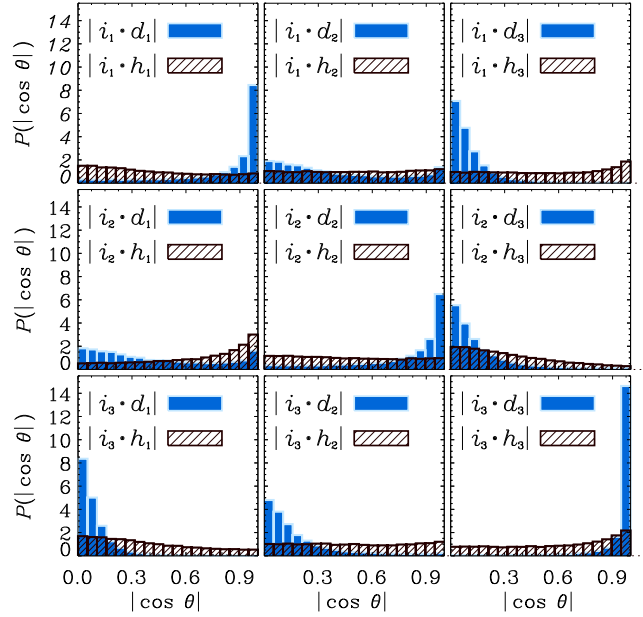 14
12
10
8
6
4
2
0
P(|cos θ|)
|i₁·d₁|
|i₁·h₁|
|i₁·d₂|
|i₁·h₂|
|i₁·d₃|
|i₁·h₃|
14
12
10
8
6
4
2
0
P(|cos θ|)
|i₂·d₁|
|i₂·h₁|
|i₂·d₂|
|i₂·h₂|
|i₂·d₃|
|i₂·h₃|
14
12
10
8
6
4
2
0
P(|cos θ|)
|i₃·d₁|
|i₃·h₁|
|i₃·d₂|
|i₃·h₂|
|i₃·d₃|
|i₃·h₃|
0.0 0.3 0.6 0.9
0.3 0.6 0.9
0.3 0.6 0.9
|cos θ|
|cos θ|
|cos θ|